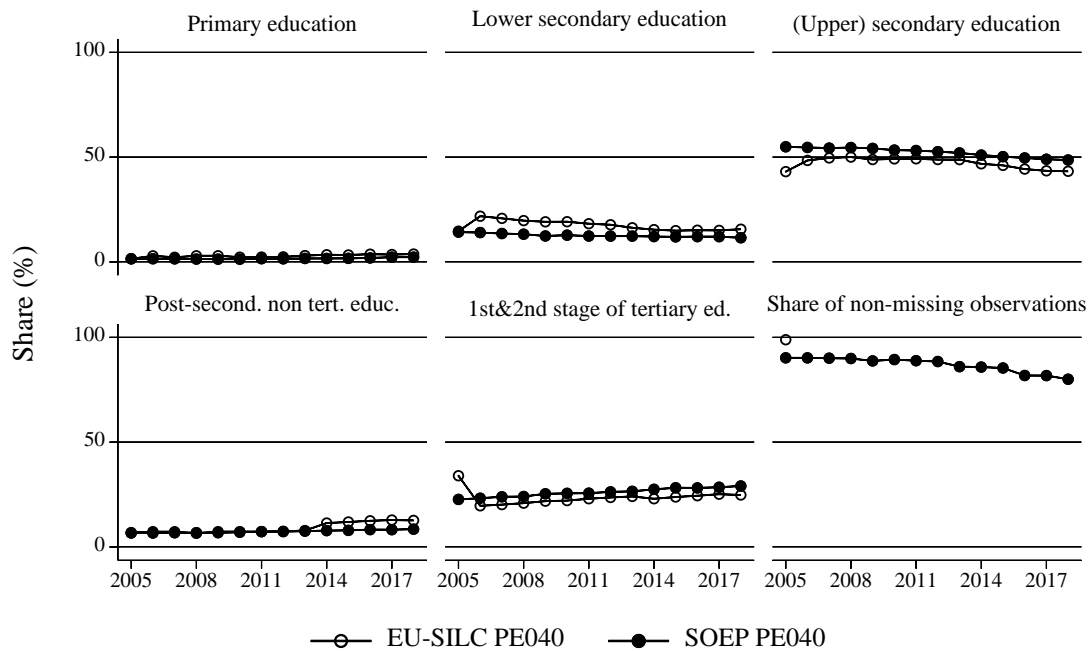 Primary education
Lower secondary education
(Upper) secondary education
100
50
0
Post-second. non tert. educ.
1st&2nd stage of tertiary ed.
Share of non-missing observations
100
50
0
Share (%)
2005 2008 2011 2014 2017
2005 2008 2011 2014 2017
2005 2008 2011 2014 2017
EU-SILC PE040
SOEP PE040